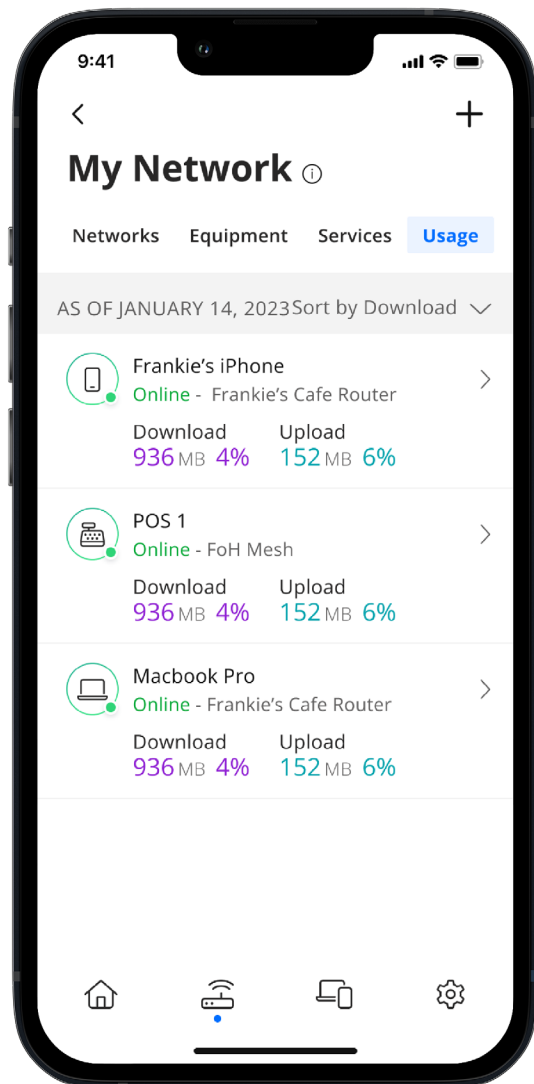 9:41
My Network
Networks Equipment Services Usage
AS OF JANUARY 14, 2023 Sort by Download
Frankie’s iPhone
Online - Frankie’s Cafe Router
Download Upload
936 MB 4% 152 MB 6%
POS 1
Online - FoH Mesh
Download Upload
936 MB 4% 152 MB 6%
Macbook Pro
Online - Frankie’s Cafe Router
Download Upload
936 MB 4% 152 MB 6%